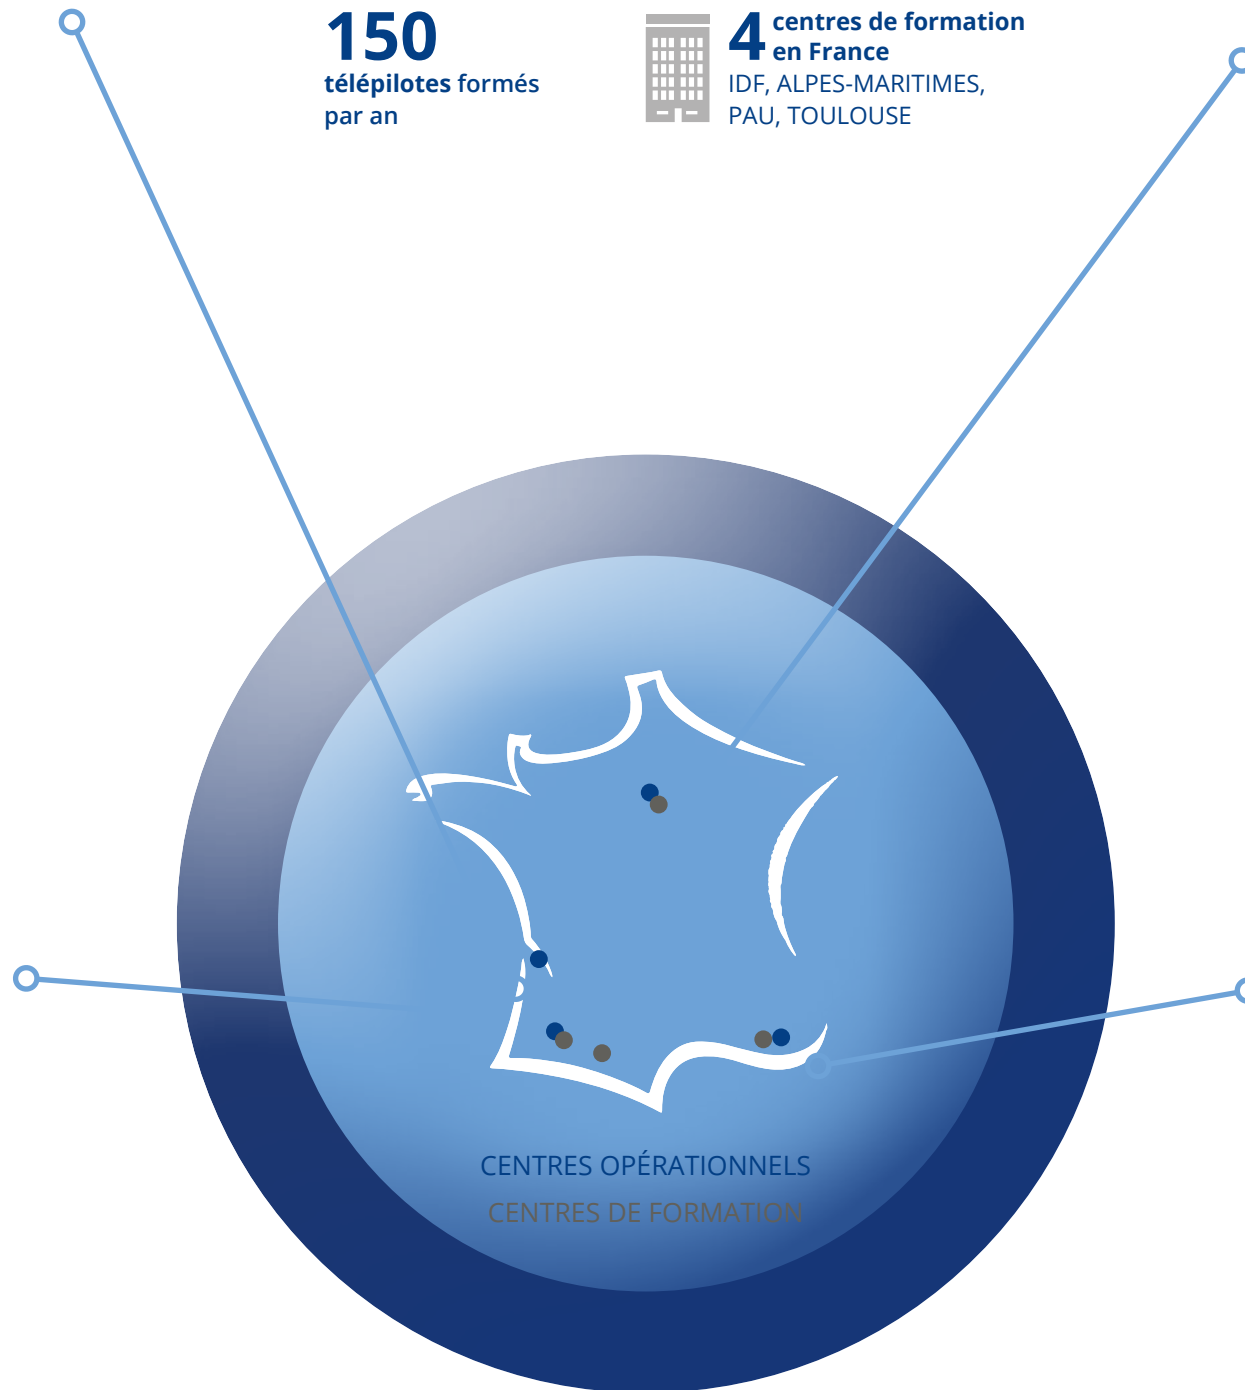 150
télépilotes formés
par an
4 centres de formation
en France
IDF, ALPES-MARITIMES,
PAU, TOULOUSE
CENTRES OPÉRATIONNELS
CENTRES DE FORMATION